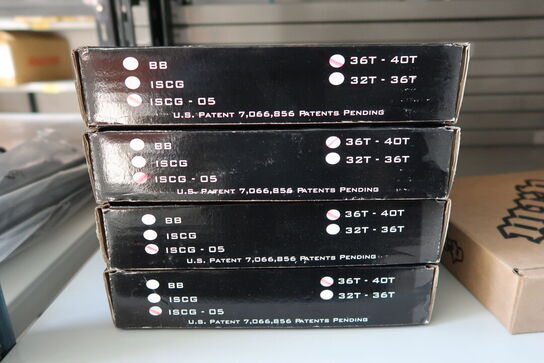 BB 36T - 40T
ISCG 32T - 36T
ISCG - 05
U.S. Patent 7,066,856 Patents Pending
BB 36T - 40T
ISCG 32T - 36T
ISCG - 05
U.S. Patent 7,066,856 Patents Pending
BB 36T - 40T
ISCG 32T - 36T
ISCG - 05
U.S. Patent 7,066,856 Patents Pending
BB 36T - 40T
ISCG 32T - 36T
ISCG - 05
U.S. Patent 7,066,856 Patents Pending